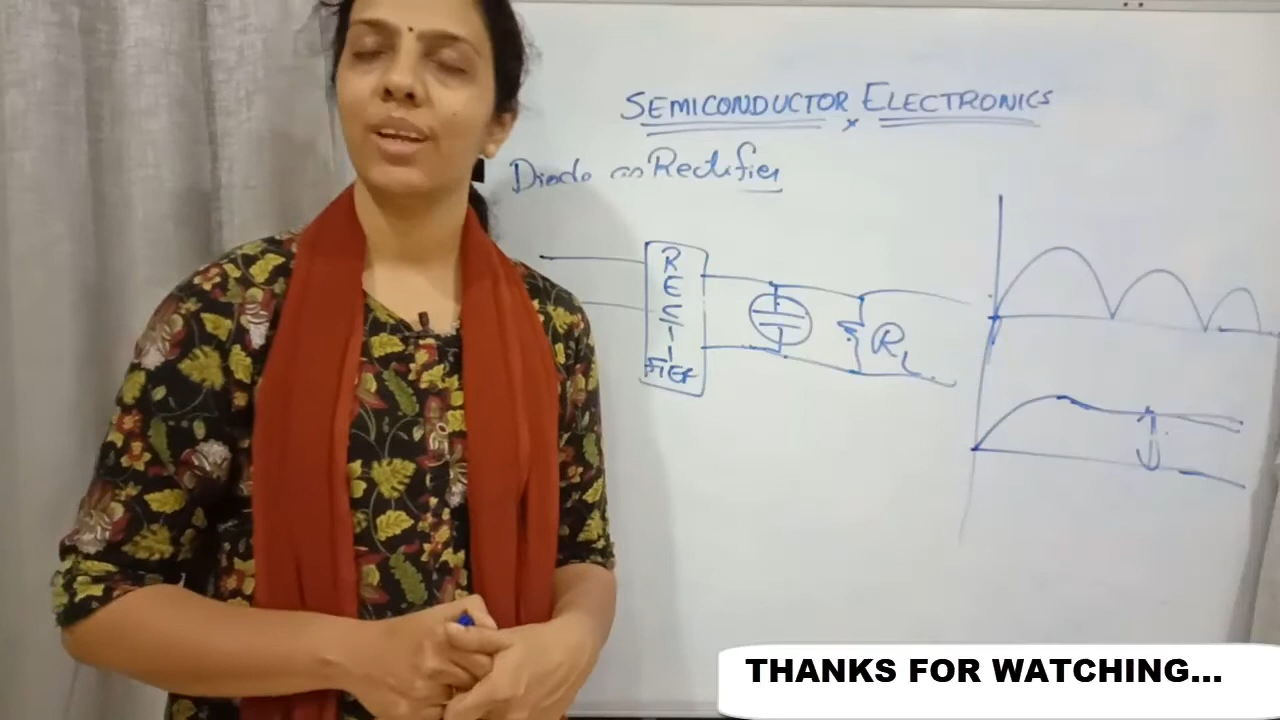 SEMICONDUCTOR ELECTRONICS
Diode as Rectifier
RECTIFIER
RL
THANKS FOR WATCHING...